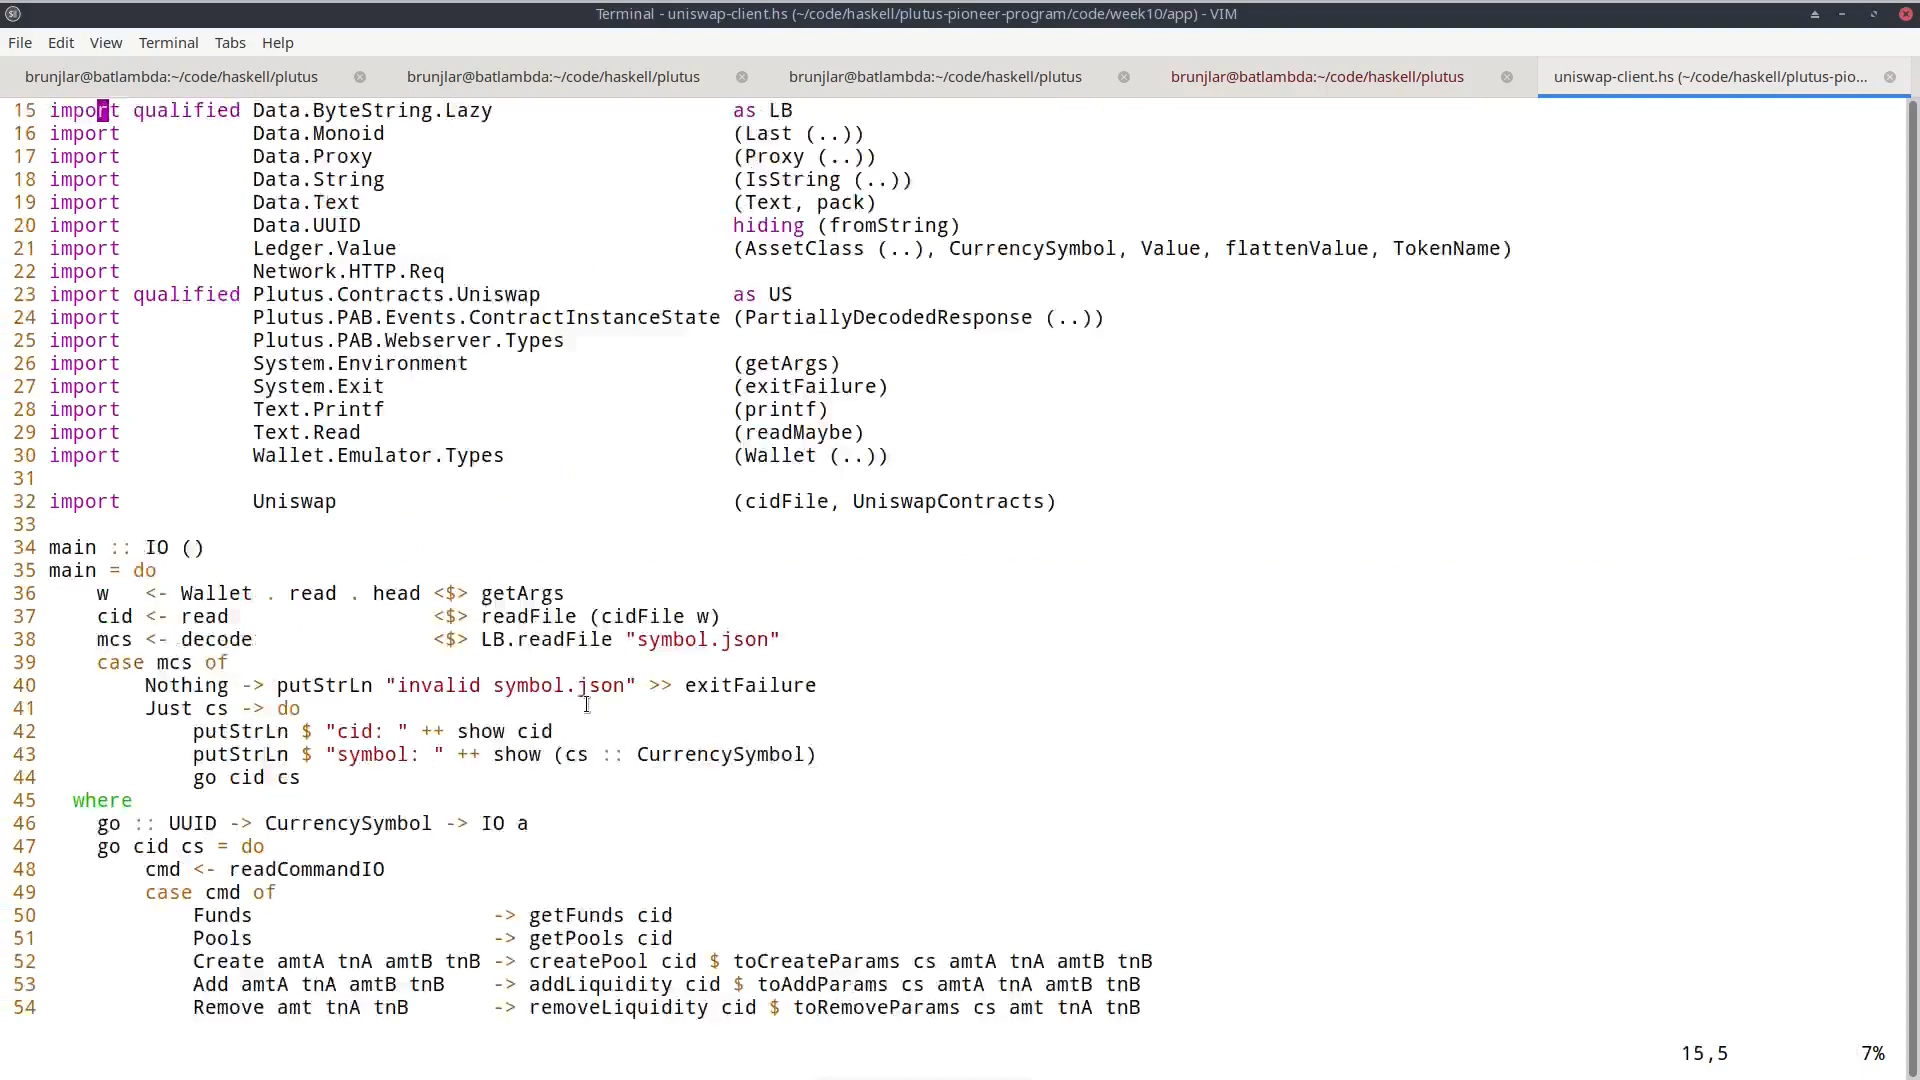 Terminal - uniswap-client.hs (~/code/haskell/plutus-pioneer-program/code/week10/app) - VIM
File Edit View Terminal Tabs Help
brunjlar@batlambda:~/code/haskell/plutus brunjlar@batlambda:~/code/haskell/plutus brunjlar@batlambda:~/code/haskell/plutus brunjlar@batlambda:~/code/haskell/plutus uniswap-client.hs (~/code/haskell/plutus-pio...
15 import qualified Data.ByteString.Lazy                    as LB
16 import           Data.Monoid                             (Last (..))
17 import           Data.Proxy                              (Proxy (..))
18 import           Data.String                             (IsString (..))
19 import           Data.Text                               (Text, pack)
20 import           Data.UUID                               hiding (fromString)
21 import           Ledger.Value                            (AssetClass (..), CurrencySymbol, Value, flattenValue, TokenName)
22 import           Network.HTTP.Req
23 import qualified Plutus.Contracts.Uniswap                as US
24 import           Plutus.PAB.Events.ContractInstanceState (PartiallyDecodedResponse (..))
25 import           Plutus.PAB.Webserver.Types
26 import           System.Environment                      (getArgs)
27 import           System.Exit                             (exitFailure)
28 import           Text.Printf                             (printf)
29 import           Text.Read                               (readMaybe)
30 import           Wallet.Emulator.Types                   (Wallet (..))
31
32 import           Uniswap                                 (cidFile, UniswapContracts)
33
34 main :: IO ()
35 main = do
36     w   <- Wallet . read . head <$> getArgs
37     cid <- read                 <$> readFile (cidFile w)
38     mcs <- decode               <$> LB.readFile "symbol.json"
39     case mcs of
40         Nothing -> putStrLn "invalid symbol.json" >> exitFailure
41         Just cs -> do
42             putStrLn $ "cid: " ++ show cid
43             putStrLn $ "symbol: " ++ show (cs :: CurrencySymbol)
44             go cid cs
45   where
46     go :: UUID -> CurrencySymbol -> IO a
47     go cid cs = do
48         cmd <- readCommandIO
49         case cmd of
50             Funds                    -> getFunds cid
51             Pools                    -> getPools cid
52             Create amtA tnA amtB tnB -> createPool cid $ toCreateParams cs amtA tnA amtB tnB
53             Add amtA tnA amtB tnB    -> addLiquidity cid $ toAddParams cs amtA tnA amtB tnB
54             Remove amt tnA tnB       -> removeLiquidity cid $ toRemoveParams cs amt tnA tnB
15,5 7%